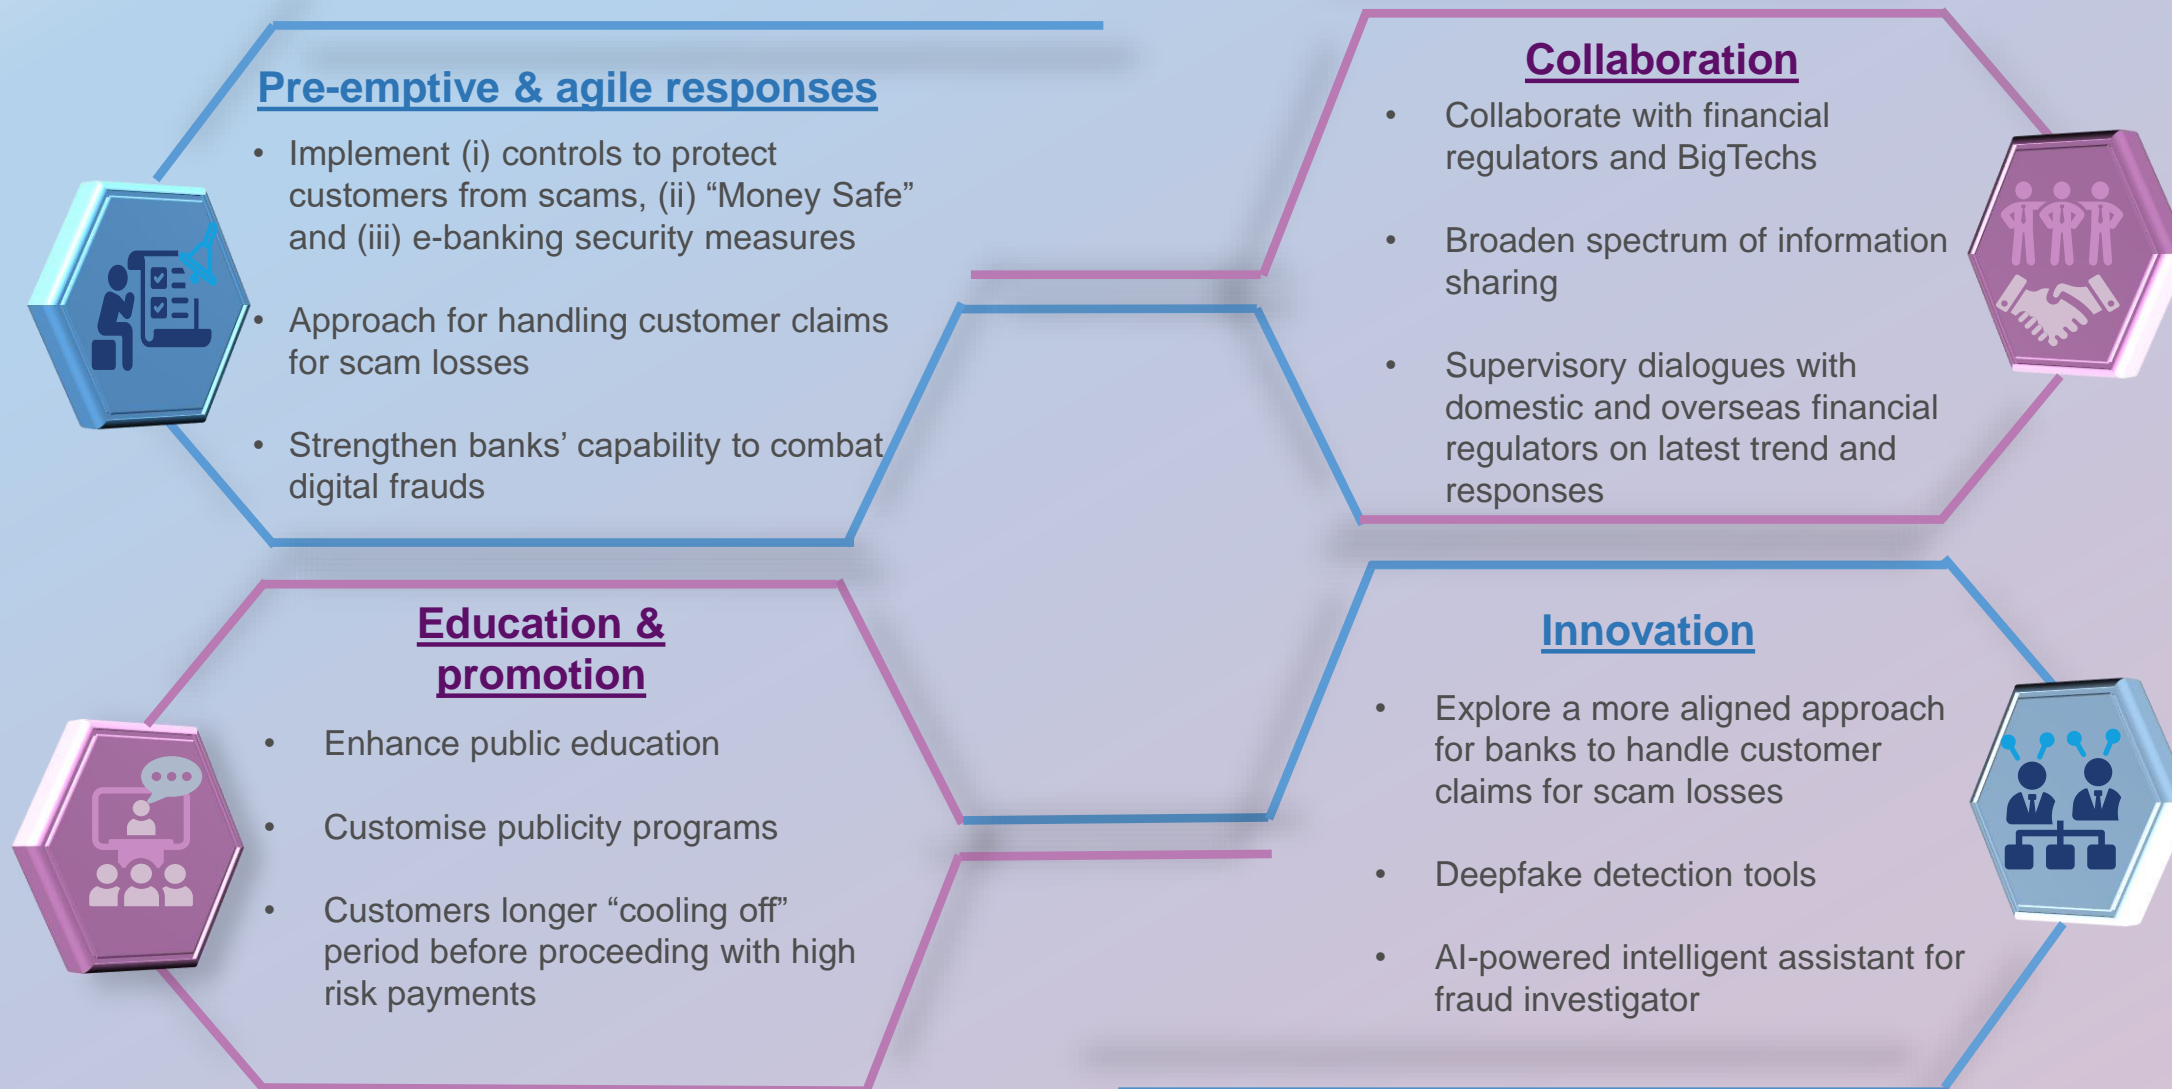 Pre-emptive & agile responses
• Implement (i) controls to protect
customers from scams, (ii) “Money Safe”
and (iii) e-banking security measures
• Approach for handling customer claims
for scam losses
• Strengthen banks’ capability to combat
digital frauds
Collaboration
• Collaborate with financial
regulators and BigTechs
• Broaden spectrum of information
sharing
• Supervisory dialogues with
domestic and overseas financial
regulators on latest trend and
responses
Education &
promotion
• Enhance public education
• Customise publicity programs
• Customers longer “cooling off”
period before proceeding with high
risk payments
Innovation
• Explore a more aligned approach
for banks to handle customer
claims for scam losses
• Deepfake detection tools
• AI-powered intelligent assistant for
fraud investigator